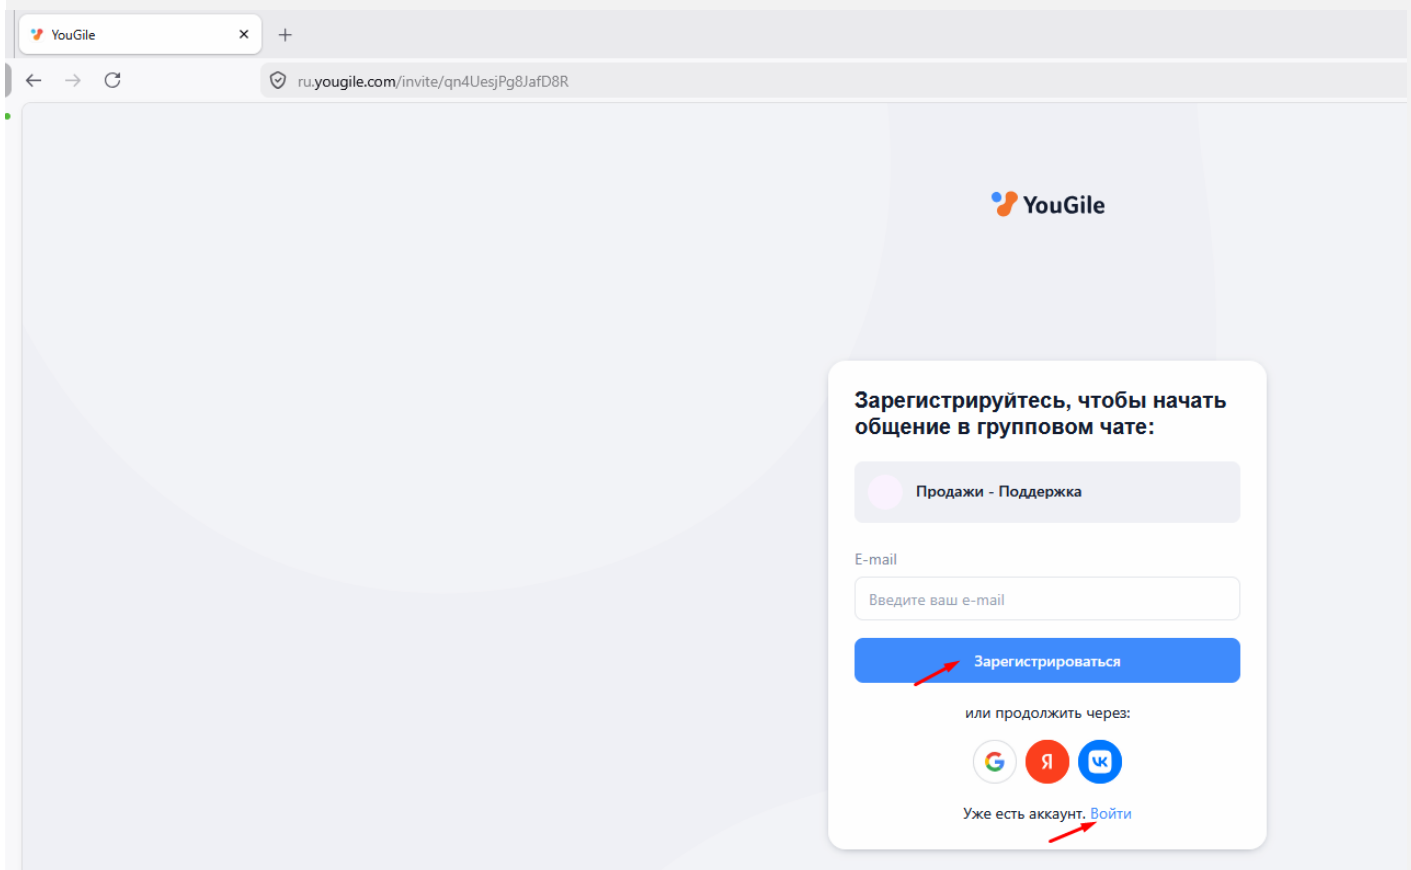 YouGile
ru.yougile.com/invite/qn4UesjPg8JafD8R
YouGile
Зарегистрируйтесь, чтобы начать
общение в групповом чате:
Продажи - Поддержка
E-mail
Введите ваш e-mail
Зарегистрироваться
или продолжить через:
G Я VK
Уже есть аккаунт. Войти